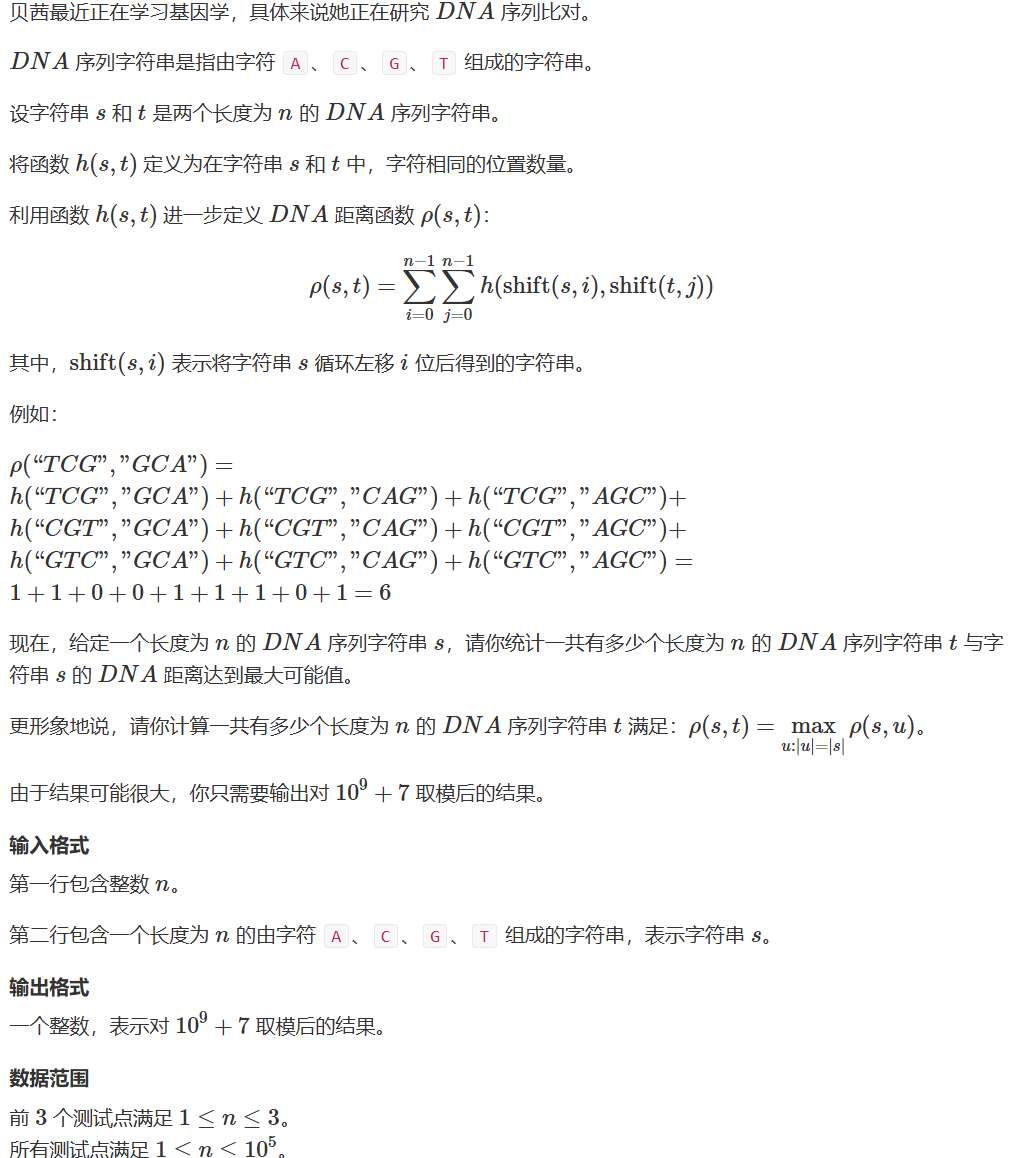 贝茜最近正在学习基因学，具体来说她正在研究 DNA 序列比对。
DNA 序列字符串是指由字符 A 、 C 、 G 、 T 组成的字符串。
设字符串 s 和 t 是两个长度为 n 的 DNA 序列字符串。
将函数 h(s, t) 定义为在字符串 s 和 t 中，字符相同的位置数量。
利用函数 h(s, t) 进一步定义 DNA 距离函数 ρ(s, t)：
ρ(s, t) = ∑_{i=0}^{n−1} ∑_{j=0}^{n−1} h(shift(s, i), shift(t, j))
其中，shift(s, i) 表示将字符串 s 循环左移 i 位后得到的字符串。
例如：
ρ(“TCG”, ”GCA”) =
h(“TCG”, ”GCA”) + h(“TCG”, ”CAG”) + h(“TCG”, ”AGC”)+
h(“CGT”, ”GCA”) + h(“CGT”, ”CAG”) + h(“CGT”, ”AGC”)+
h(“GTC”, ”GCA”) + h(“GTC”, ”CAG”) + h(“GTC”, ”AGC”) =
1 + 1 + 0 + 0 + 1 + 1 + 1 + 0 + 1 = 6
现在，给定一个长度为 n 的 DNA 序列字符串 s，请你统计一共有多少个长度为 n 的 DNA 序列字符串 t 与字
符串 s 的 DNA 距离达到最大可能值。
更形象地说，请你计算一共有多少个长度为 n 的 DNA 序列字符串 t 满足：ρ(s, t) = max_{u:|u|=|s|} ρ(s, u)。
由于结果可能很大，你只需要输出对 10^9 + 7 取模后的结果。
输入格式
第一行包含整数 n。
第二行包含一个长度为 n 的由字符 A 、 C 、 G 、 T 组成的字符串，表示字符串 s。
输出格式
一个整数，表示对 10^9 + 7 取模后的结果。
数据范围
前 3 个测试点满足 1 ≤ n ≤ 3。
所有测试点满足 1 ≤ n ≤ 10^5。